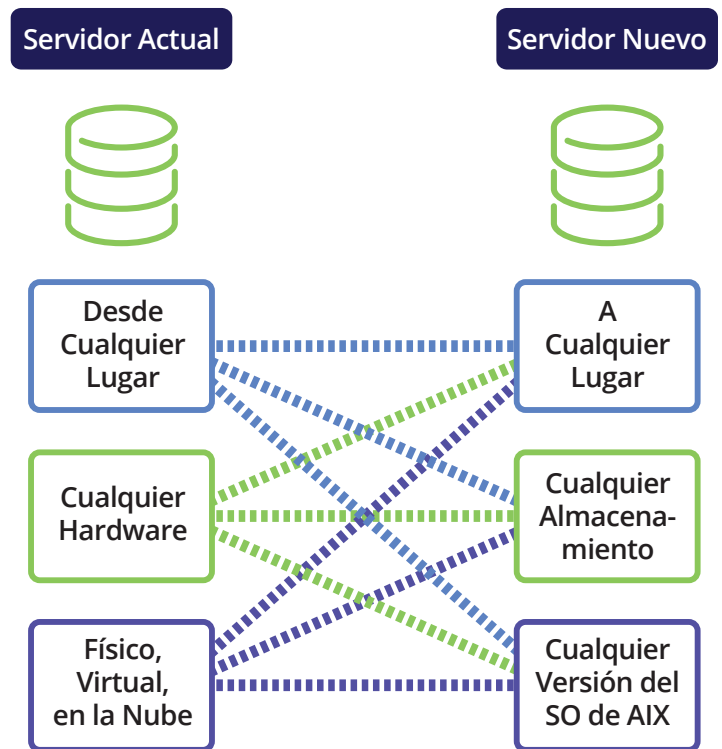 Servidor Actual
Servidor Nuevo
Desde
Cualquier
Lugar
A
Cualquier
Lugar
Cualquier
Hardware
Cualquier
Almacena-
miento
Físico,
Virtual,
en la Nube
Cualquier
Versión del
SO de AIX